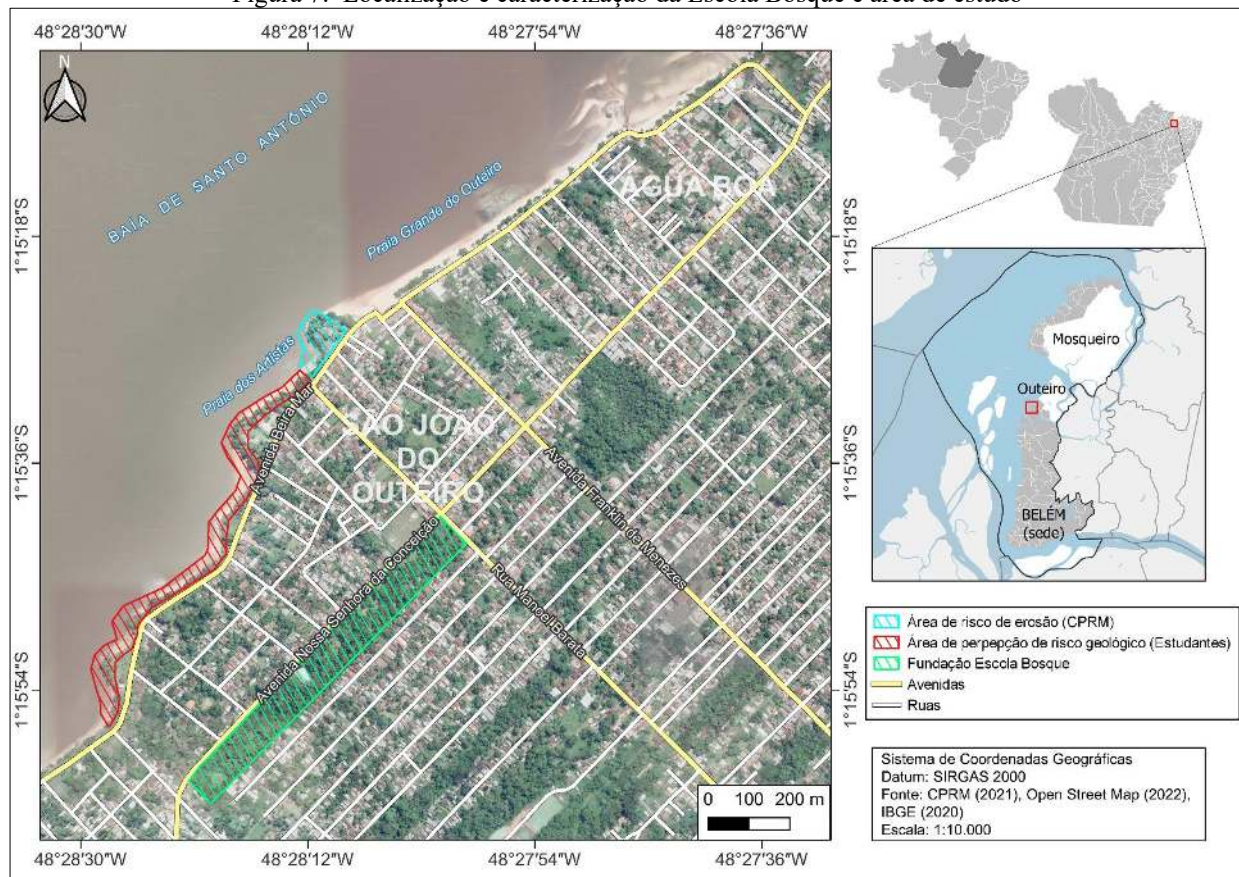 Figura 7. Localização e caracterização da Escola Bosque e área de estudo
48°28'30"W 48°28'12"W 48°27'54"W 48°27'36"W
N
BAÍA DE SANTO ANTÔNIO
Praia Grande do Outeiro
ÁGUA BOA
1°15'18"S
1°15'18"S
Praia dos Artistas
Avenida Beira Mar
SÃO JOÃO
DO
OUTEIRO
1°15'36"S
1°15'36"S
Avenida Franklin de Menezes
Avenida Nossa Senhora da Conceição
Rua Manoel Barata
1°15'54"S
1°15'54"S
0 100 200 m
48°28'30"W 48°28'12"W 48°27'54"W 48°27'36"W
Mosqueiro
Outeiro
BELÉM
(sede)
Área de risco de erosão (CPRM)
Área de perpepção de risco geológico (Estudantes)
Fundação Escola Bosque
Avenidas
Ruas
Sistema de Coordenadas Geográficas
Datum: SIRGAS 2000
Fonte: CPRM (2021), Open Street Map (2022),
IBGE (2020)
Escala: 1:10.000